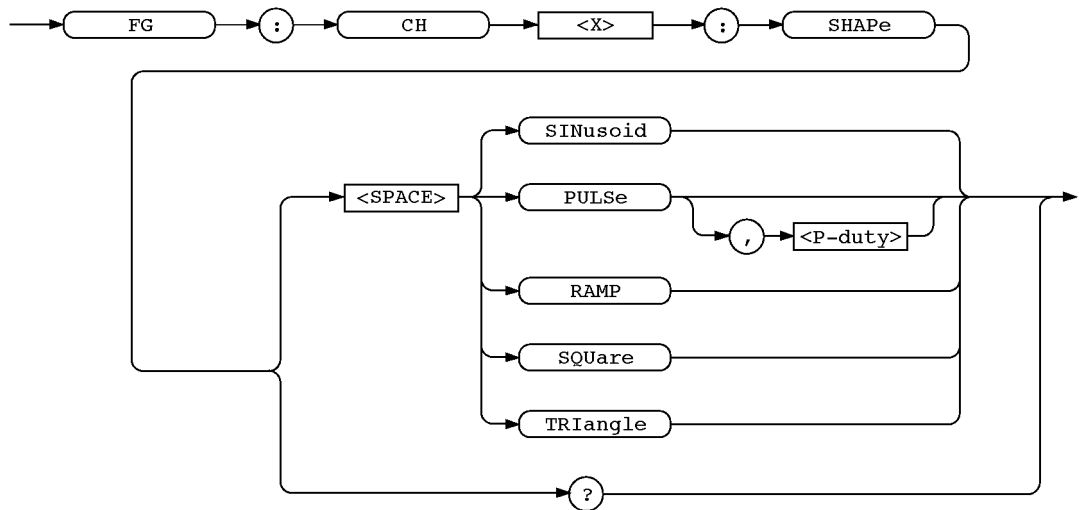 FG : CH <X> : SHAPe
SINusoid
<SPACE> PULSe
, <P-duty>
RAMP
SQUare
TRIangle
?